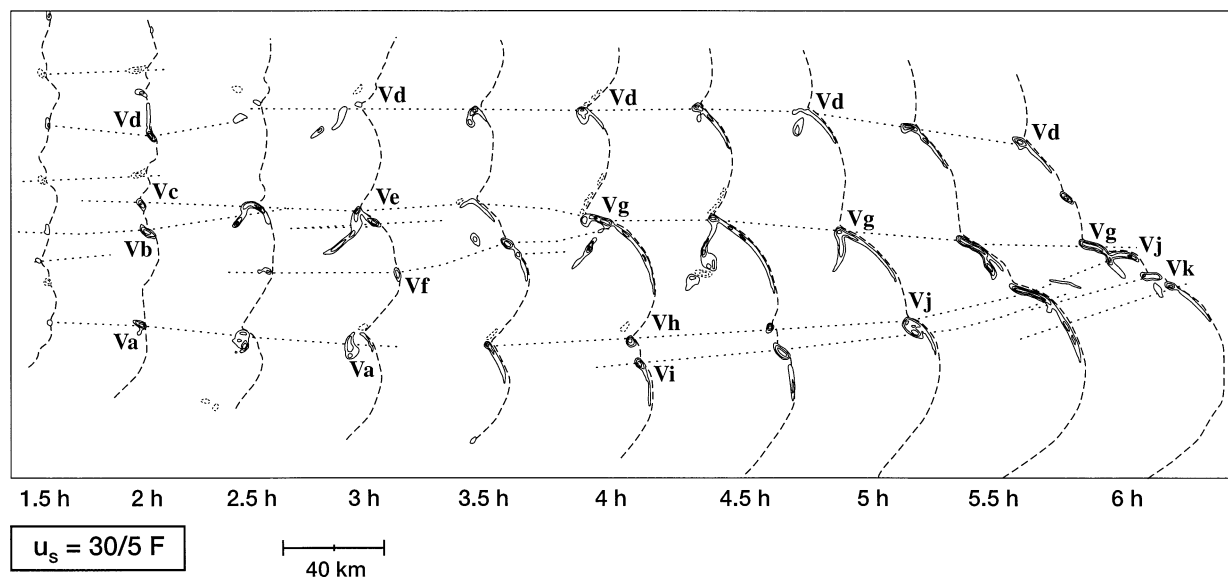 Vd Vd Vd Vd Vd
Vc Ve Vg Vg Vg Vj
Vb Vf Vk
Va Va Vh Vj
Vi
1.5 h 2 h 2.5 h 3 h 3.5 h 4 h 4.5 h 5 h 5.5 h 6 h
u_s = 30/5 F
40 km